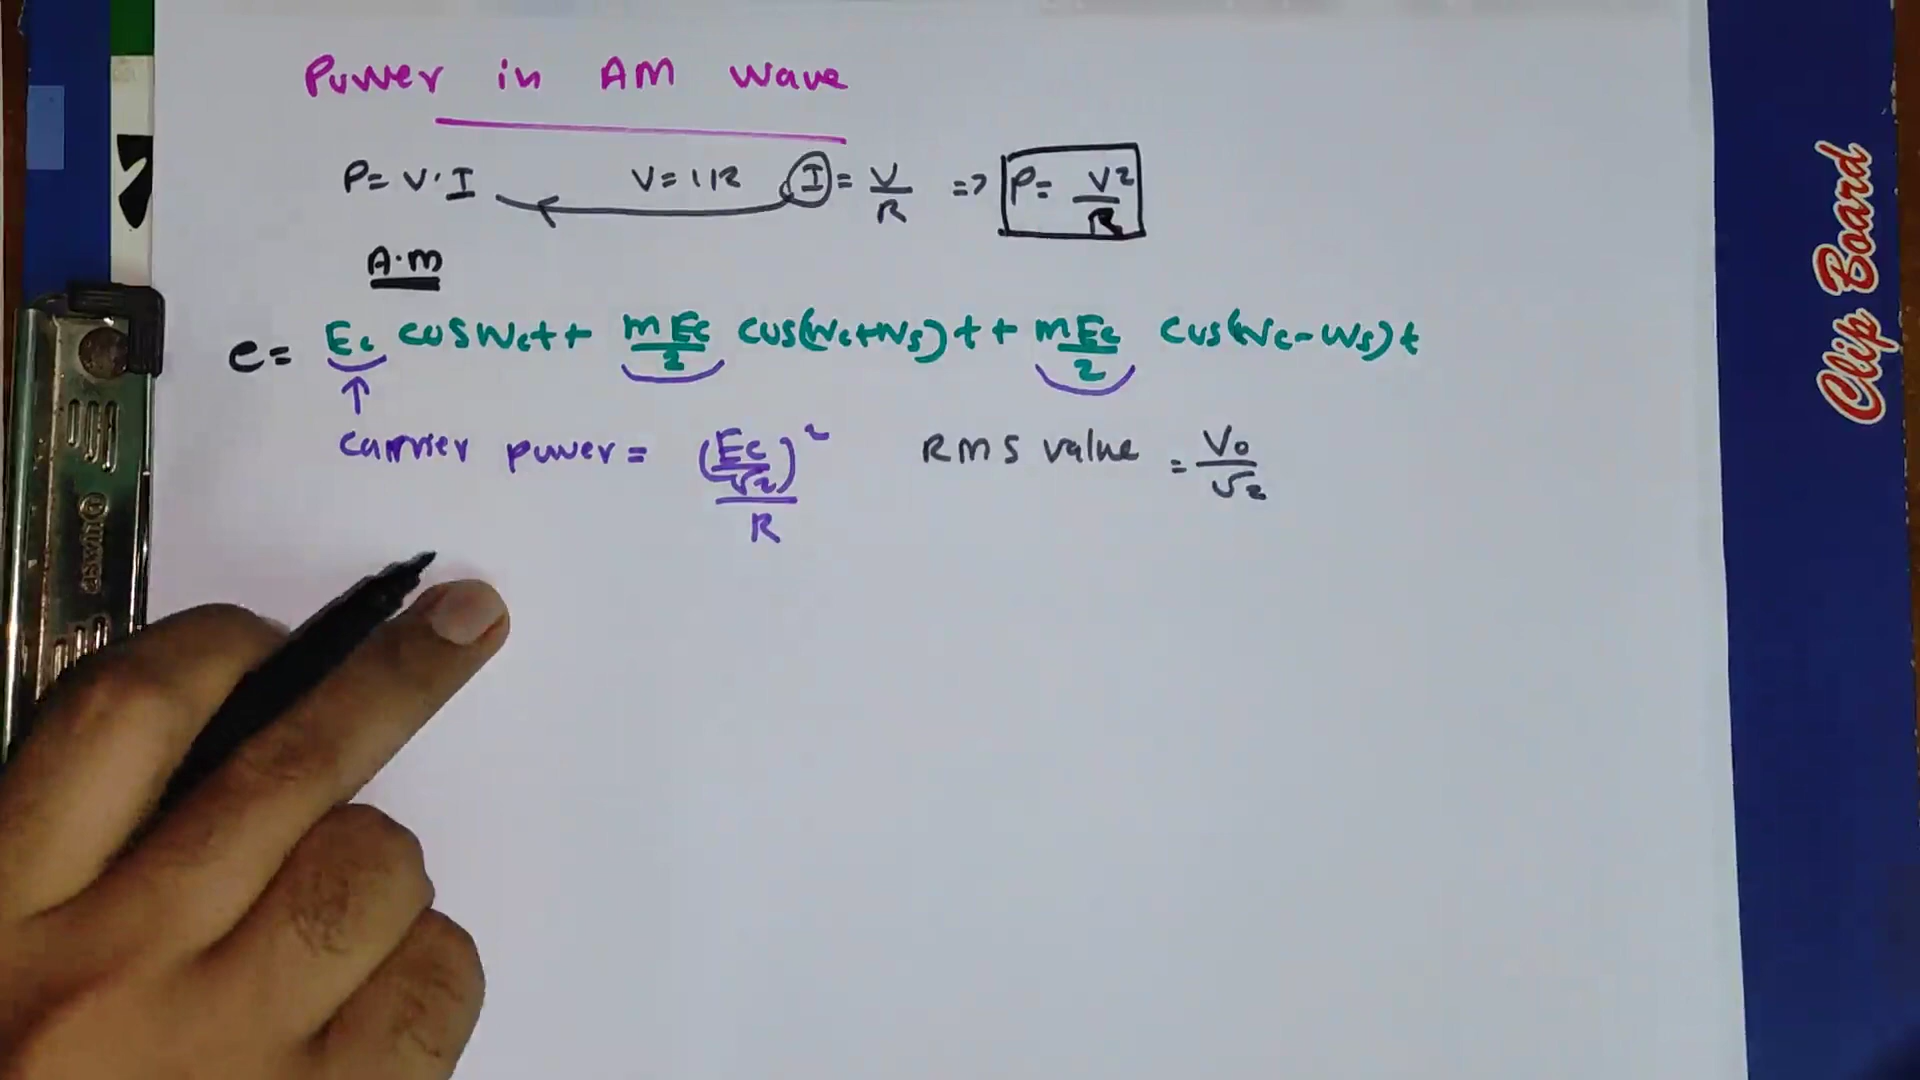 Power in AM wave
P= V·I V=IR I = V/R => P= V²/R
A.m
e= Ec cosWct + mEc/2 cos(Wc+Ws)t + mEc/2 cos(Wc-Ws)t
carrier power = (Ec/√2)²/R RMS value = V0/√2
Clip Board